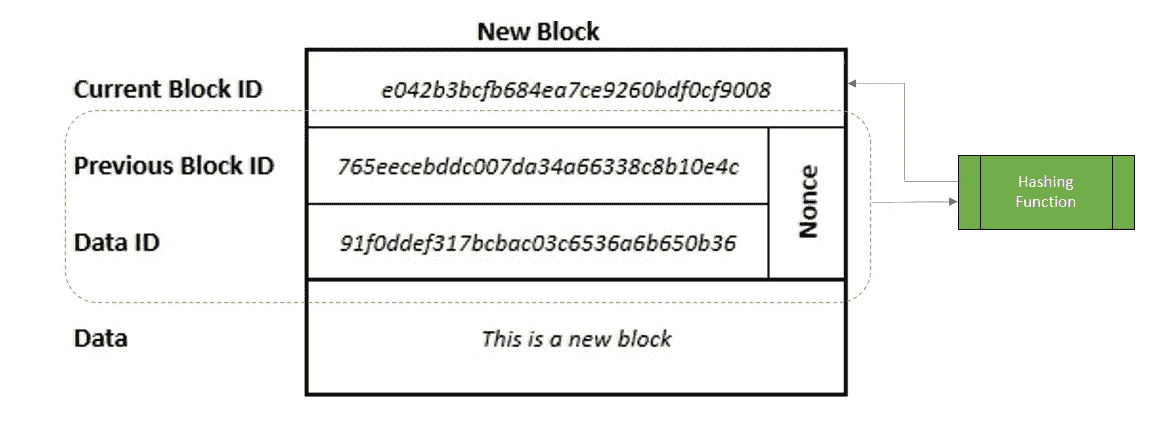 New Block
Current Block ID
e042b3bcfb684ea7ce9260bdf0cf9008
Previous Block ID
765eecebddc007da34a66338c8b10e4c
Data ID
91f0ddef317bcbac03c6536a6b650b36
Nonce
Data
This is a new block
Hashing
Function